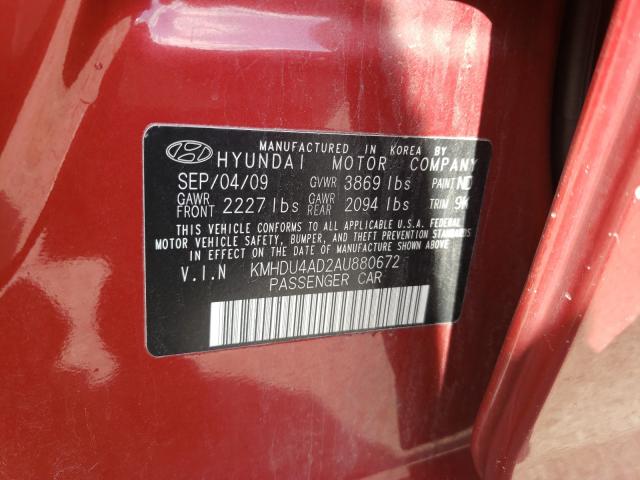 MANUFACTURED IN KOREA BY
HYUNDAI MOTOR COMPANY
SEP/04/09 GVWR 3869 lbs PAINT ND
GAWR FRONT 2227 lbs GAWR REAR 2094 lbs TRIM 9K
THIS VEHICLE CONFORMS TO ALL APPLICABLE U.S.A. FEDERAL
MOTOR VEHICLE SAFETY, BUMPER, AND THEFT PREVENTION STANDARDS
IN EFFECT ON THE DATE OF MANUFACTURE SHOWN ABOVE.
V.I.N KMHDU4AD2AU880672
PASSENGER CAR